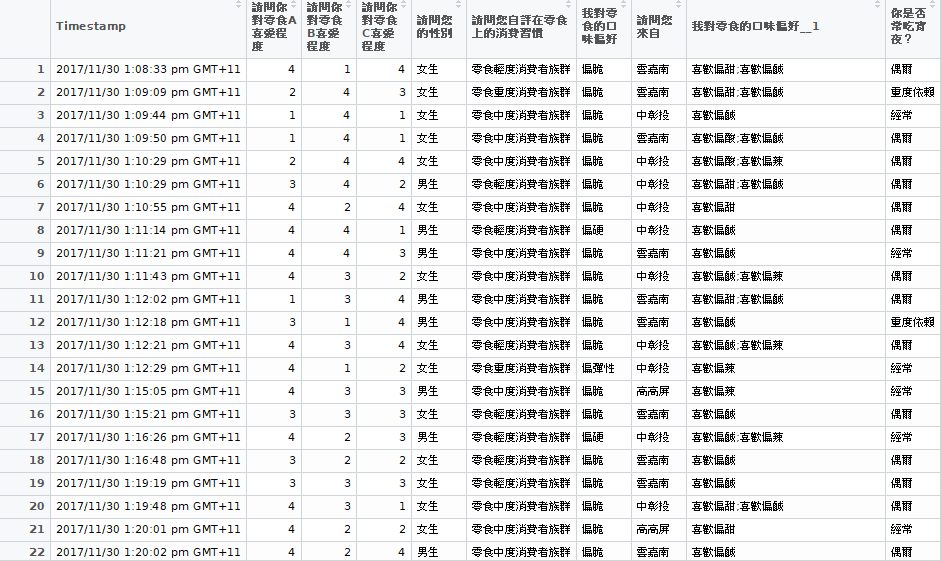 Timestamp 請問你對零食A喜愛程度 請問你對零食B喜愛程度 請問你對零食C喜愛程度 請問您的性別 請問您自評在零食上的消費習慣 我對零食的口味偏好 請問您來自 我對零食的口味偏好__1 你是否常吃宵夜？
1 2017/11/30 1:08:33 pm GMT+11 4 1 4 女生 零食輕度消費者族群 偏脆 雲嘉南 喜歡偏甜;喜歡偏鹹 偶爾
2 2017/11/30 1:09:09 pm GMT+11 2 4 3 女生 零食重度消費者族群 偏脆 雲嘉南 喜歡偏甜;喜歡偏鹹 重度依賴
3 2017/11/30 1:09:44 pm GMT+11 1 4 1 女生 零食中度消費者族群 偏脆 中彰投 喜歡偏鹹 經常
4 2017/11/30 1:09:50 pm GMT+11 1 4 1 女生 零食中度消費者族群 偏脆 雲嘉南 喜歡偏酸;喜歡偏鹹 偶爾
5 2017/11/30 1:10:29 pm GMT+11 2 4 4 女生 零食中度消費者族群 偏脆 中彰投 喜歡偏酸;喜歡偏辣 偶爾
6 2017/11/30 1:10:29 pm GMT+11 3 4 2 男生 零食輕度消費者族群 偏脆 中彰投 喜歡偏甜;喜歡偏鹹 偶爾
7 2017/11/30 1:10:55 pm GMT+11 4 2 4 女生 零食中度消費者族群 偏脆 中彰投 喜歡偏甜 偶爾
8 2017/11/30 1:11:14 pm GMT+11 4 4 1 男生 零食輕度消費者族群 偏硬 中彰投 喜歡偏鹹 偶爾
9 2017/11/30 1:11:21 pm GMT+11 4 4 3 男生 零食中度消費者族群 偏脆 雲嘉南 喜歡偏鹹 經常
10 2017/11/30 1:11:43 pm GMT+11 4 3 2 女生 零食輕度消費者族群 偏脆 中彰投 喜歡偏鹹;喜歡偏辣 偶爾
11 2017/11/30 1:12:02 pm GMT+11 1 3 4 男生 零食中度消費者族群 偏脆 雲嘉南 喜歡偏甜;喜歡偏鹹 偶爾
12 2017/11/30 1:12:18 pm GMT+11 3 1 4 男生 零食中度消費者族群 偏脆 雲嘉南 喜歡偏鹹 重度依賴
13 2017/11/30 1:12:21 pm GMT+11 4 3 4 女生 零食中度消費者族群 偏脆 中彰投 喜歡偏鹹;喜歡偏辣 偶爾
14 2017/11/30 1:12:29 pm GMT+11 4 1 2 女生 零食重度消費者族群 偏彈性 中彰投 喜歡偏辣 經常
15 2017/11/30 1:15:05 pm GMT+11 4 3 3 男生 零食中度消費者族群 偏脆 高高屏 喜歡偏辣 經常
16 2017/11/30 1:15:21 pm GMT+11 3 3 3 女生 零食輕度消費者族群 偏脆 雲嘉南 喜歡偏鹹 偶爾
17 2017/11/30 1:16:26 pm GMT+11 4 2 3 男生 零食輕度消費者族群 偏硬 中彰投 喜歡偏鹹;喜歡偏辣 經常
18 2017/11/30 1:16:48 pm GMT+11 3 2 2 女生 零食輕度消費者族群 偏脆 雲嘉南 喜歡偏鹹 偶爾
19 2017/11/30 1:19:19 pm GMT+11 3 3 3 女生 零食中度消費者族群 偏脆 雲嘉南 喜歡偏鹹 偶爾
20 2017/11/30 1:19:48 pm GMT+11 4 3 1 女生 零食中度消費者族群 偏脆 中彰投 喜歡偏甜;喜歡偏鹹 偶爾
21 2017/11/30 1:20:01 pm GMT+11 4 2 2 女生 零食中度消費者族群 偏脆 高高屏 喜歡偏甜 經常
22 2017/11/30 1:20:02 pm GMT+11 4 2 4 男生 零食中度消費者族群 偏脆 雲嘉南 喜歡偏鹹 偶爾